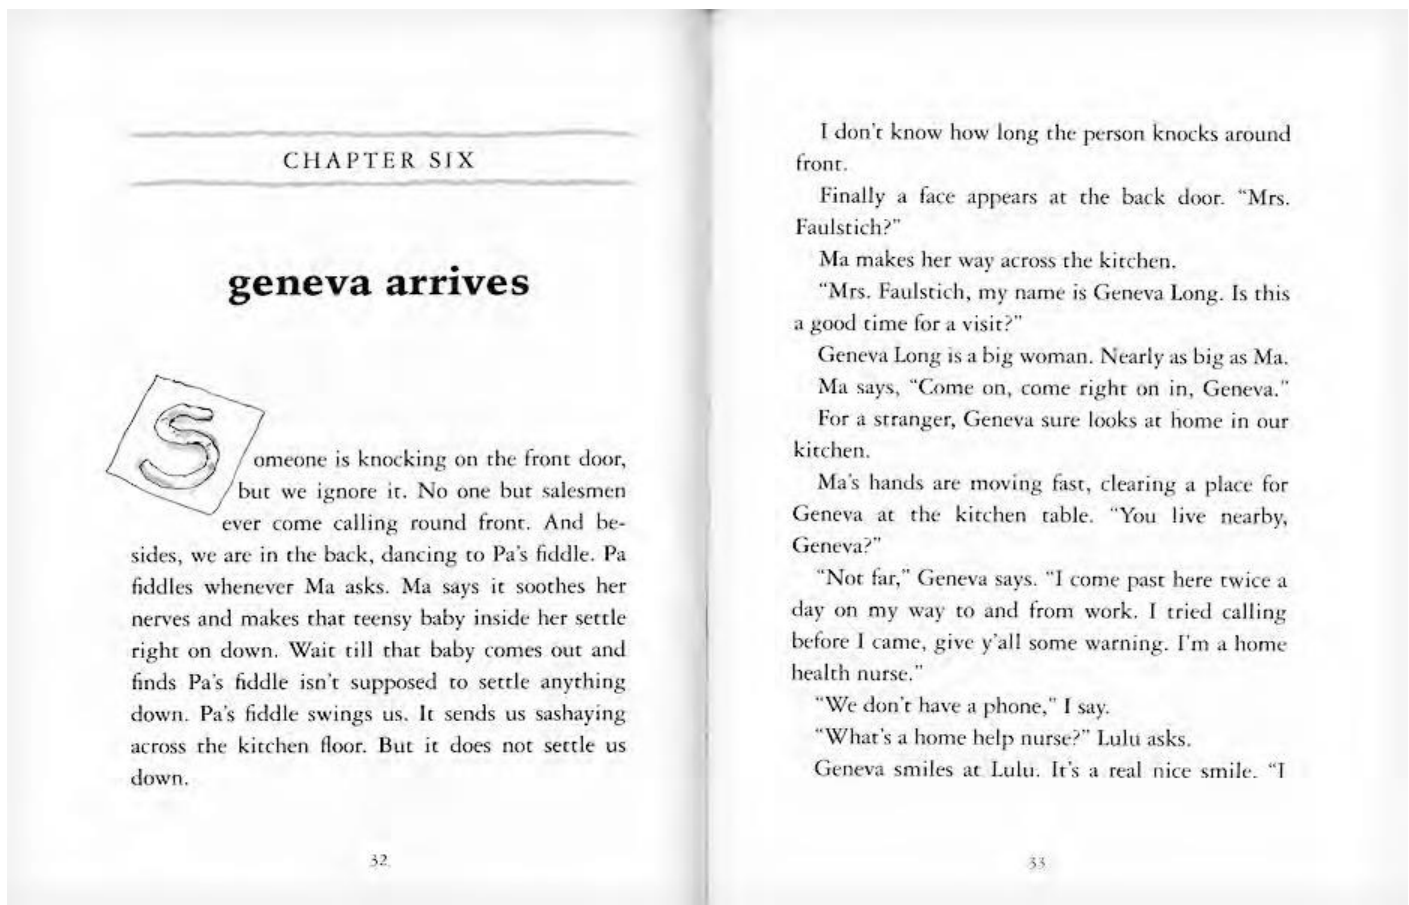 CHAPTER SIX
geneva arrives
Someone is knocking on the front door,
but we ignore it. No one but salesmen
ever come calling round front. And be-
sides, we are in the back, dancing to Pa's fiddle. Pa
fiddles whenever Ma asks. Ma says it soothes her
nerves and makes that teensy baby inside her settle
right on down. Wait till that baby comes out and
finds Pa's fiddle isn't supposed to settle anything
down. Pa's fiddle swings us. It sends us sashaying
across the kitchen floor. But it does not settle us
down.
32
I don't know how long the person knocks around
front.
Finally a face appears at the back door. "Mrs.
Faulstich?"
Ma makes her way across the kitchen.
"Mrs. Faulstich, my name is Geneva Long. Is this
a good time for a visit?"
Geneva Long is a big woman. Nearly as big as Ma.
Ma says, "Come on, come right on in, Geneva."
For a stranger, Geneva sure looks at home in our
kitchen.
Ma's hands are moving fast, clearing a place for
Geneva at the kitchen table. "You live nearby,
Geneva?"
"Not far," Geneva says. "I come past here twice a
day on my way to and from work. I tried calling
before I came, give y'all some warning. I'm a home
health nurse."
"We don't have a phone," I say.
"What's a home help nurse?" Lulu asks.
Geneva smiles at Lulu. It's a real nice smile. "I
33